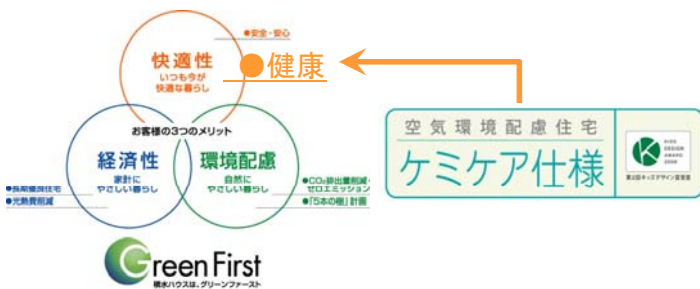 ●安全・安心
快適性
いつも今が
快適な暮らし
●健康
お客様の3つのメリット
経済性
家計に
やさしい暮らし
●長期優良住宅
●光熱費削減
環境配慮
自然に
やさしい暮らし
●CO₂排出量削減・
ゼロエミッション
●「5本の樹」計画
Green First
積水ハウスは、グリーンファースト
空気環境配慮住宅
ケミケア仕様
KIDS
DESIGN
AWARD
2008
第2回キッズデザイン賞受賞